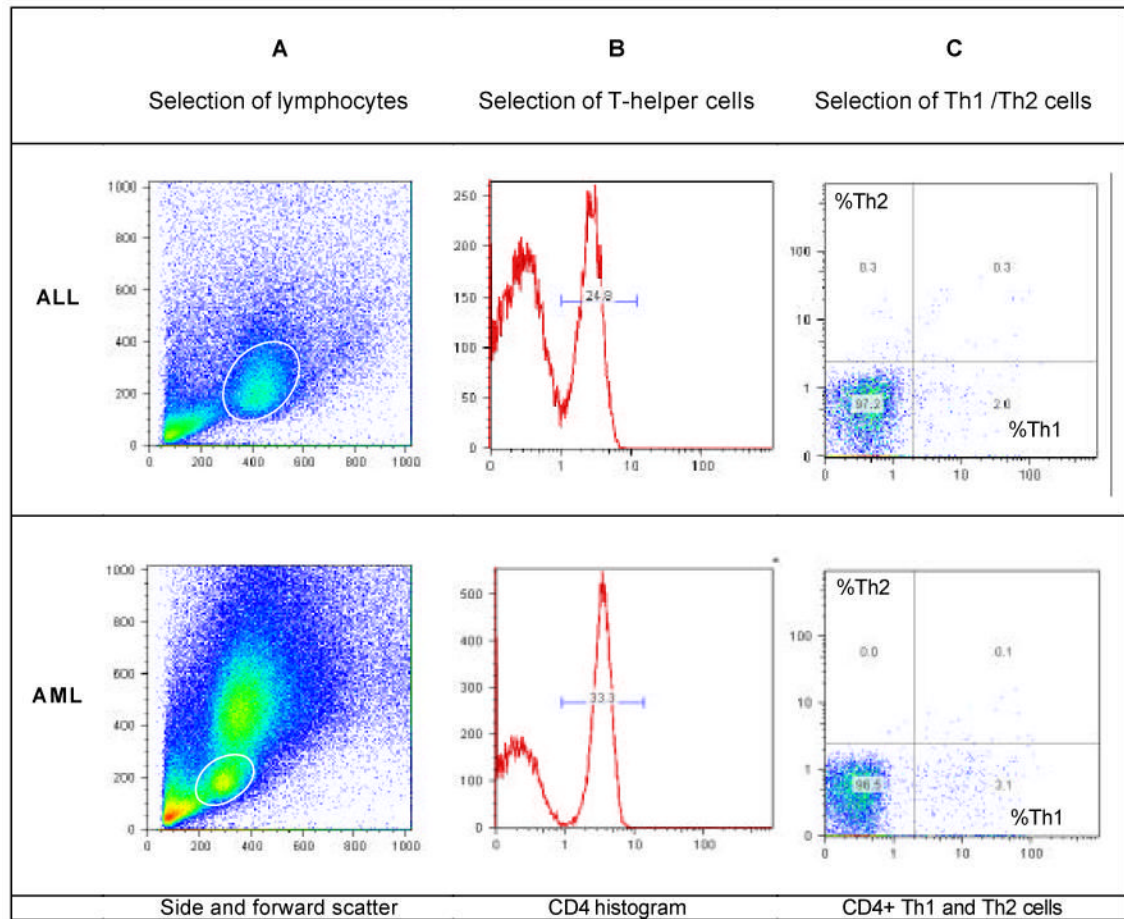 A
B
C
Selection of lymphocytes
Selection of T-helper cells
Selection of Th1 /Th2 cells
ALL
1000
800
600
400
200
0
0 200 400 600 800 1000
250
200
150
100
50
0
24.8
0 1 10 100
%Th2
100
10
1
0
0.3 0.3
97.2 2.0
%Th1
0 1 10 100
AML
1000
800
600
400
200
0
0 200 400 600 800 1000
*
500
400
300
200
100
0
33.3
0 1 10 100
%Th2
100
10
1
0
0.0 0.1
96.5 3.1
%Th1
0 1 10 100
Side and forward scatter
CD4 histogram
CD4+ Th1 and Th2 cells